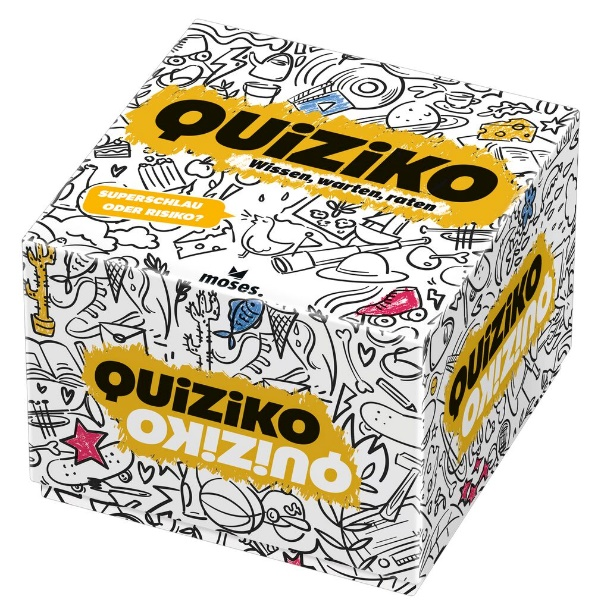 QUiZiKO
Wissen, warten, raten
SUPERSCHLAU
ODER RISIKO?
moses.
QUiZiKO
QUiZiKO
QUiZiKO
QUiZiKO